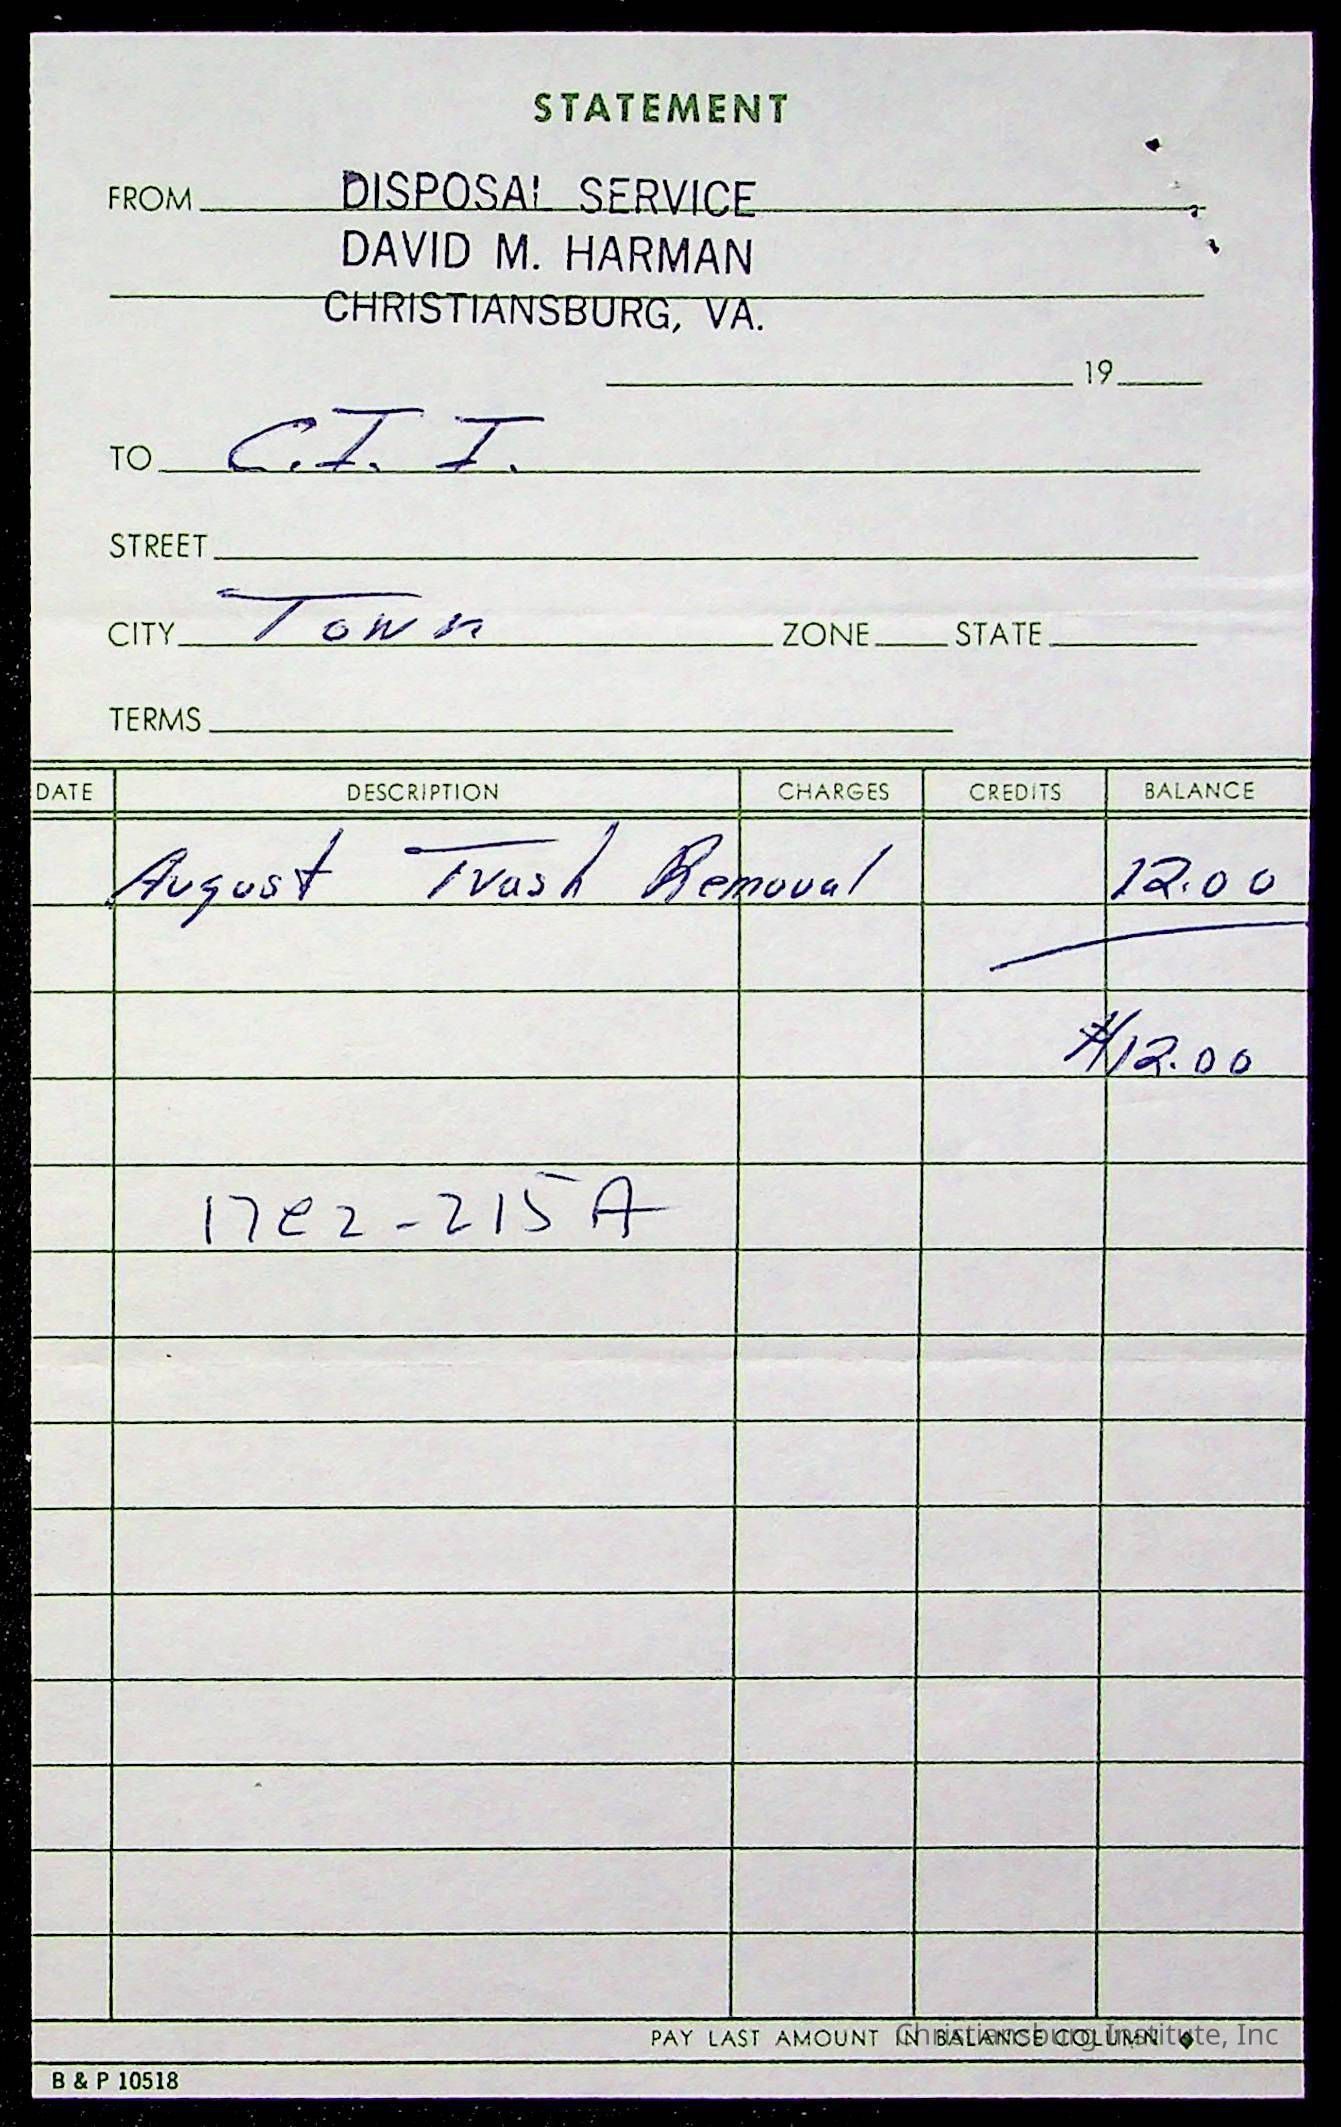 STATEMENT
FROM DISPOSAL SERVICE
DAVID M. HARMAN
CHRISTIANSBURG, VA.
19
TO C.I. I.
STREET
CITY Town ZONE STATE
TERMS
DATE DESCRIPTION CHARGES CREDITS BALANCE
August Trash Removal 12.00
$12.00
17e2-215A
PAY LAST AMOUNT IN BALANCE COLUMN
Christiansburg Institute, Inc
B & P 10518